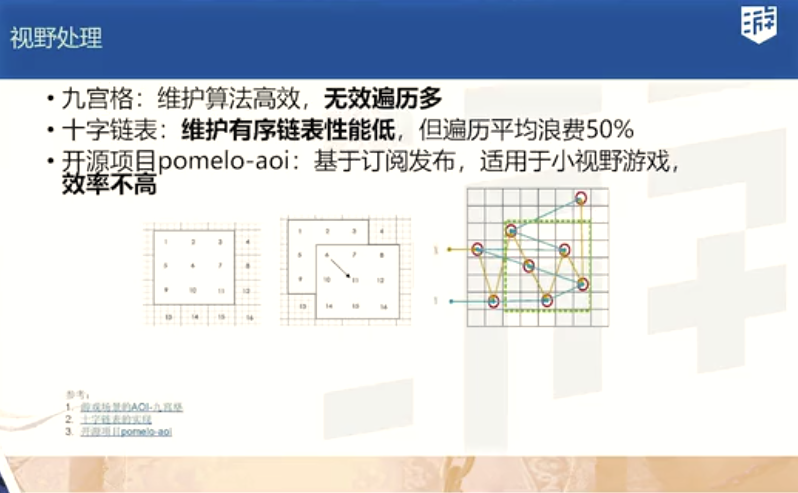 视野处理
游
• 九宫格：维护算法高效，无效遍历多
• 十字链表：维护有序链表性能低，但遍历平均浪费50%
• 开源项目pomelo-aoi：基于订阅发布，适用于小视野游戏，
效率不高
1 2 3 4
5 6 7 8
9 10 11 12
13 14 15 16
1 2 3 4
5 6 7 8
9 10 11 12
13 14 15 16
参考：
1. 游戏场景的AOI-九宫格
2. 十字链表的实现
3. 开源项目pomelo-aoi